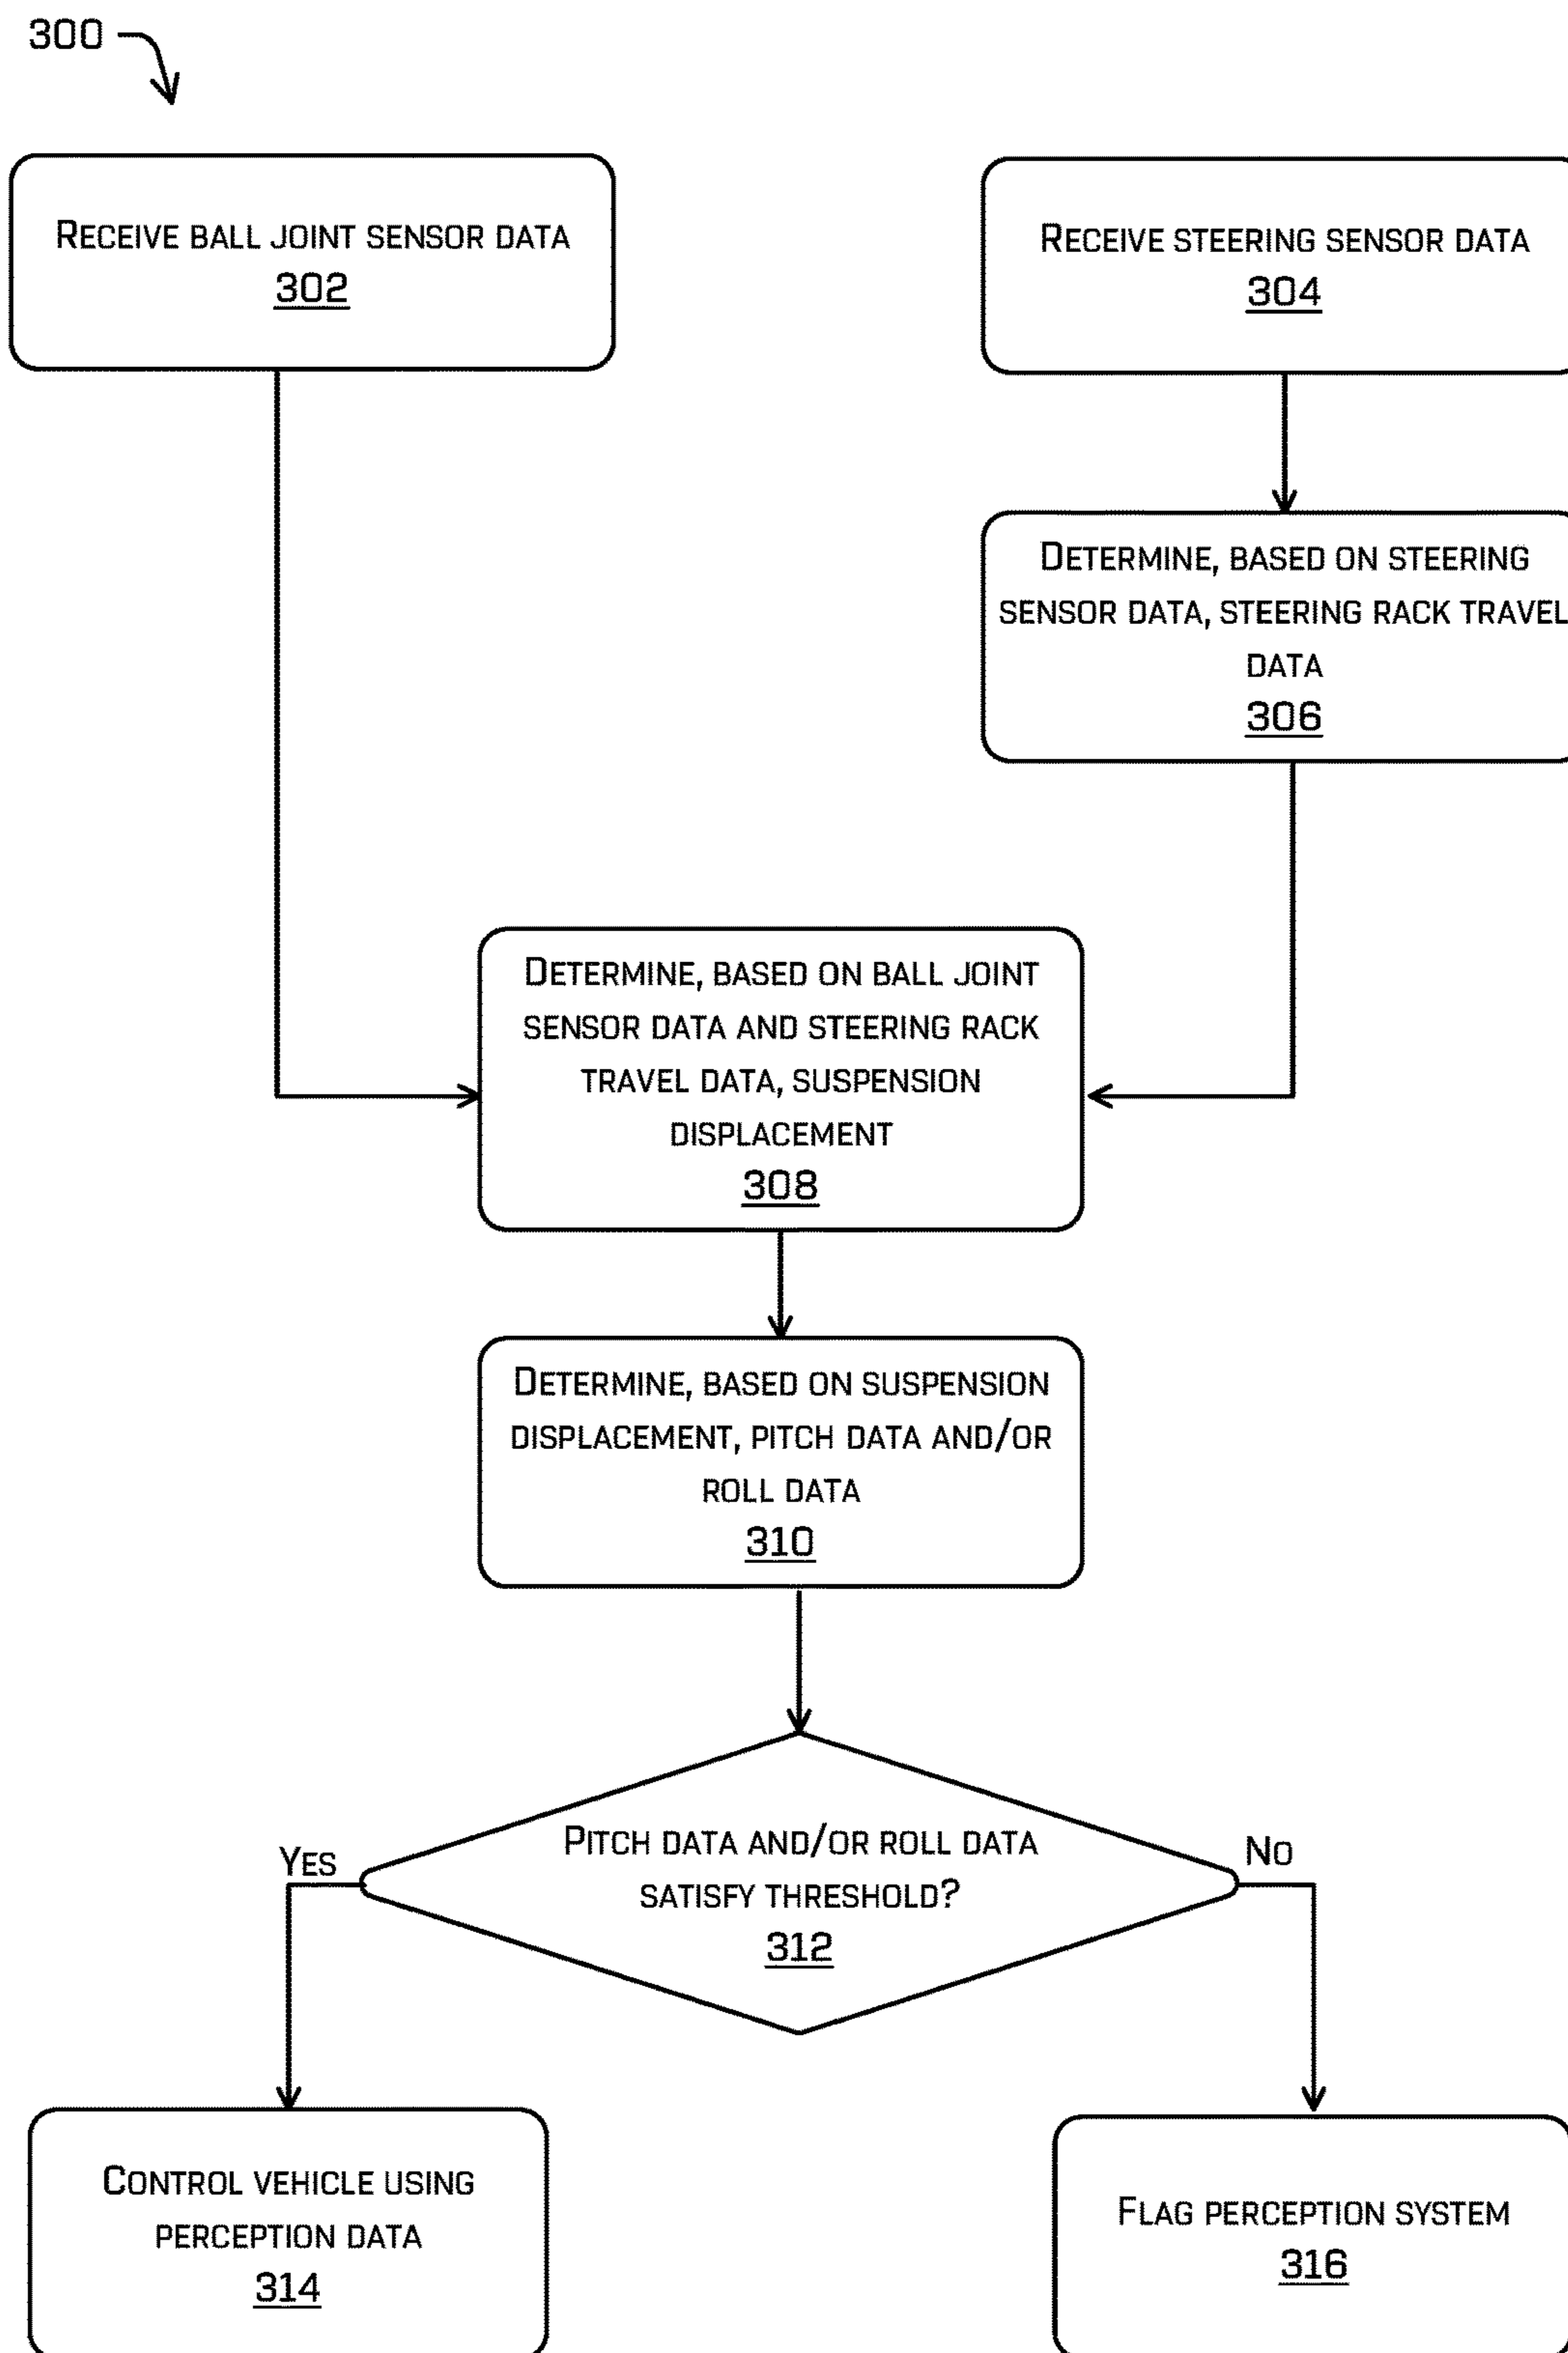 300
Receive ball joint sensor data
302
Receive steering sensor data
304
Determine, based on steering
sensor data, steering rack travel
data
306
Determine, based on ball joint
sensor data and steering rack
travel data, suspension
displacement
308
Determine, based on suspension
displacement, pitch data and/or
roll data
310
Pitch data and/or roll data
satisfy threshold?
312
Yes
No
Control vehicle using
perception data
314
Flag perception system
316